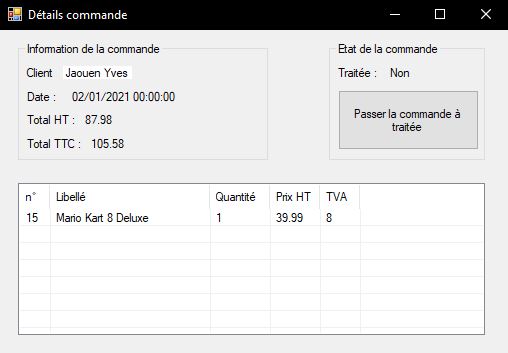 Détails commande
Infomation de la commande
Client Jaouen Yves
Date : 02/01/2021 00:00:00
Total HT : 87.98
Total TTC : 105.58
Etat de la commande
Traitée : Non
Passer la commande à
traitée
n° Libellé Quantité Prix HT TVA
15 Mario Kart 8 Deluxe 1 39.99 8